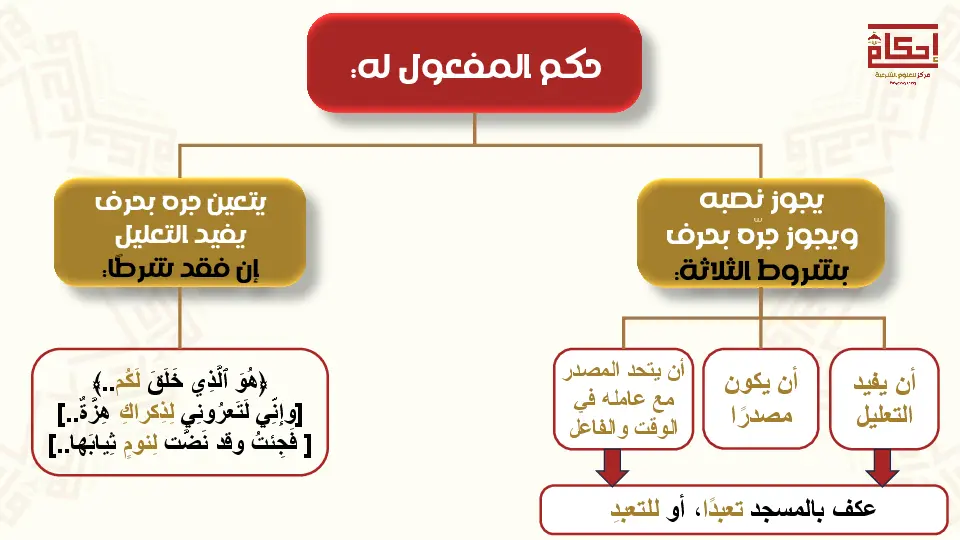 إحكام
مركز للعلوم الشرعية
حكم المفعول له:
يجوز نصبه
ويجوز جرّه بحرف
بشروط الثلاثة:
يتعين جره بحرف
يفيد التعليل
إن فقد شرطًا:
أن يفيد
التعليل
أن يكون
مصدرًا
أن يتحد المصدر
مع عامله في
الوقت والفاعل
عكف بالمسجد تعبدًا، أو للتعبدِ
﴿هُوَ ٱلَّذِي خَلَقَ لَكُم..﴾
[وإنّي لَتَعرُوني لِذِكراكِ هِزَّةٌ..]
[ فَجِئتُ وقد نَضَّت لِنومٍ ثِيابَها..]